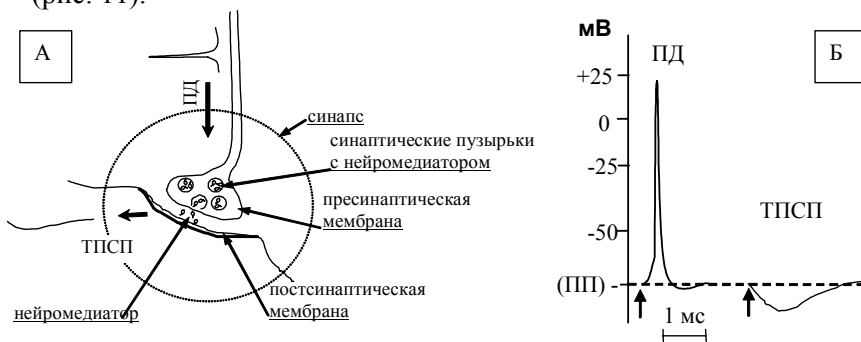 (рис. 11).
А
ПД
синапс
синаптические пузырьки
с нейромедиатором
пресинаптическая
мембрана
ТПСП
постсинаптическая
мембрана
нейромедиатор
мВ
Б
ПД
+25
0
-25
ТПСП
-50
(ПП) -
1 мс